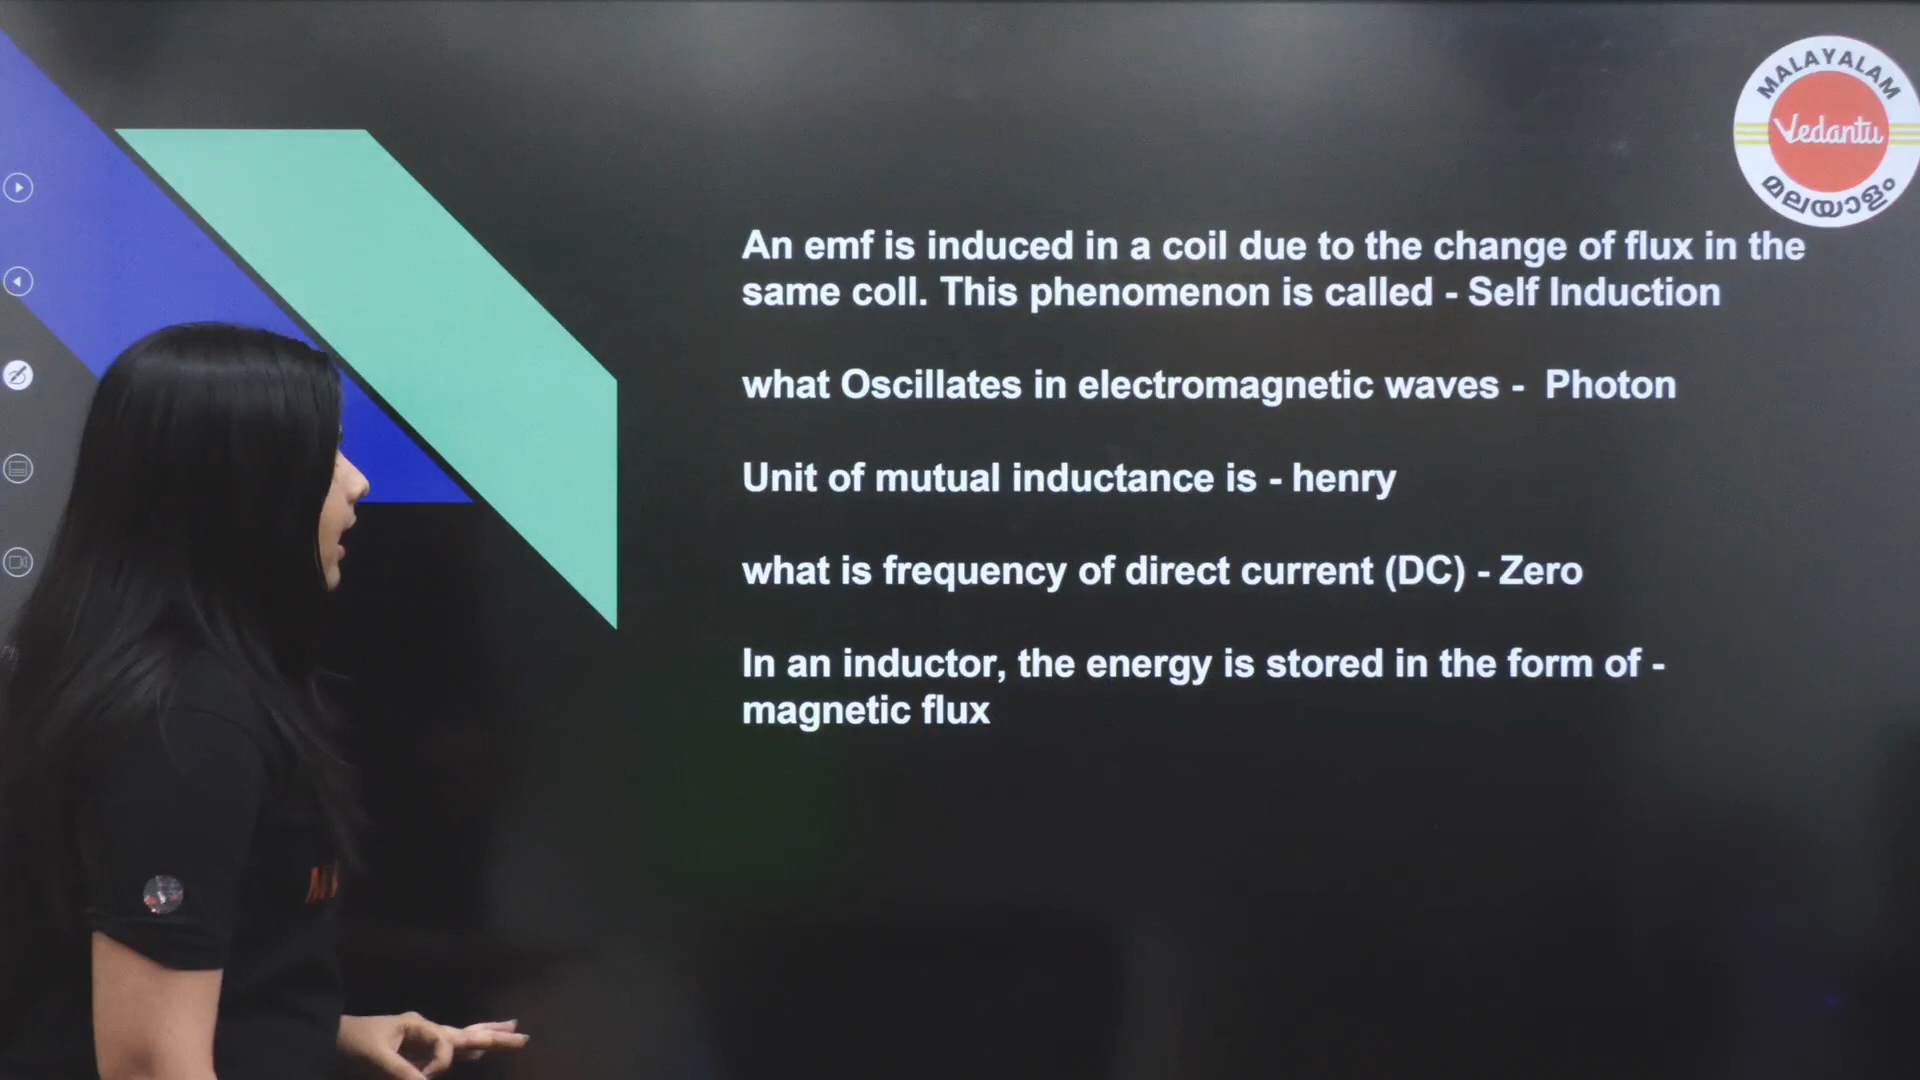 MALAYALAM
Vedantu
മലയാളം
An emf is induced in a coil due to the change of flux in the
same coll. This phenomenon is called - Self Induction
what Oscillates in electromagnetic waves - Photon
Unit of mutual inductance is - henry
what is frequency of direct current (DC) - Zero
In an inductor, the energy is stored in the form of -
magnetic flux